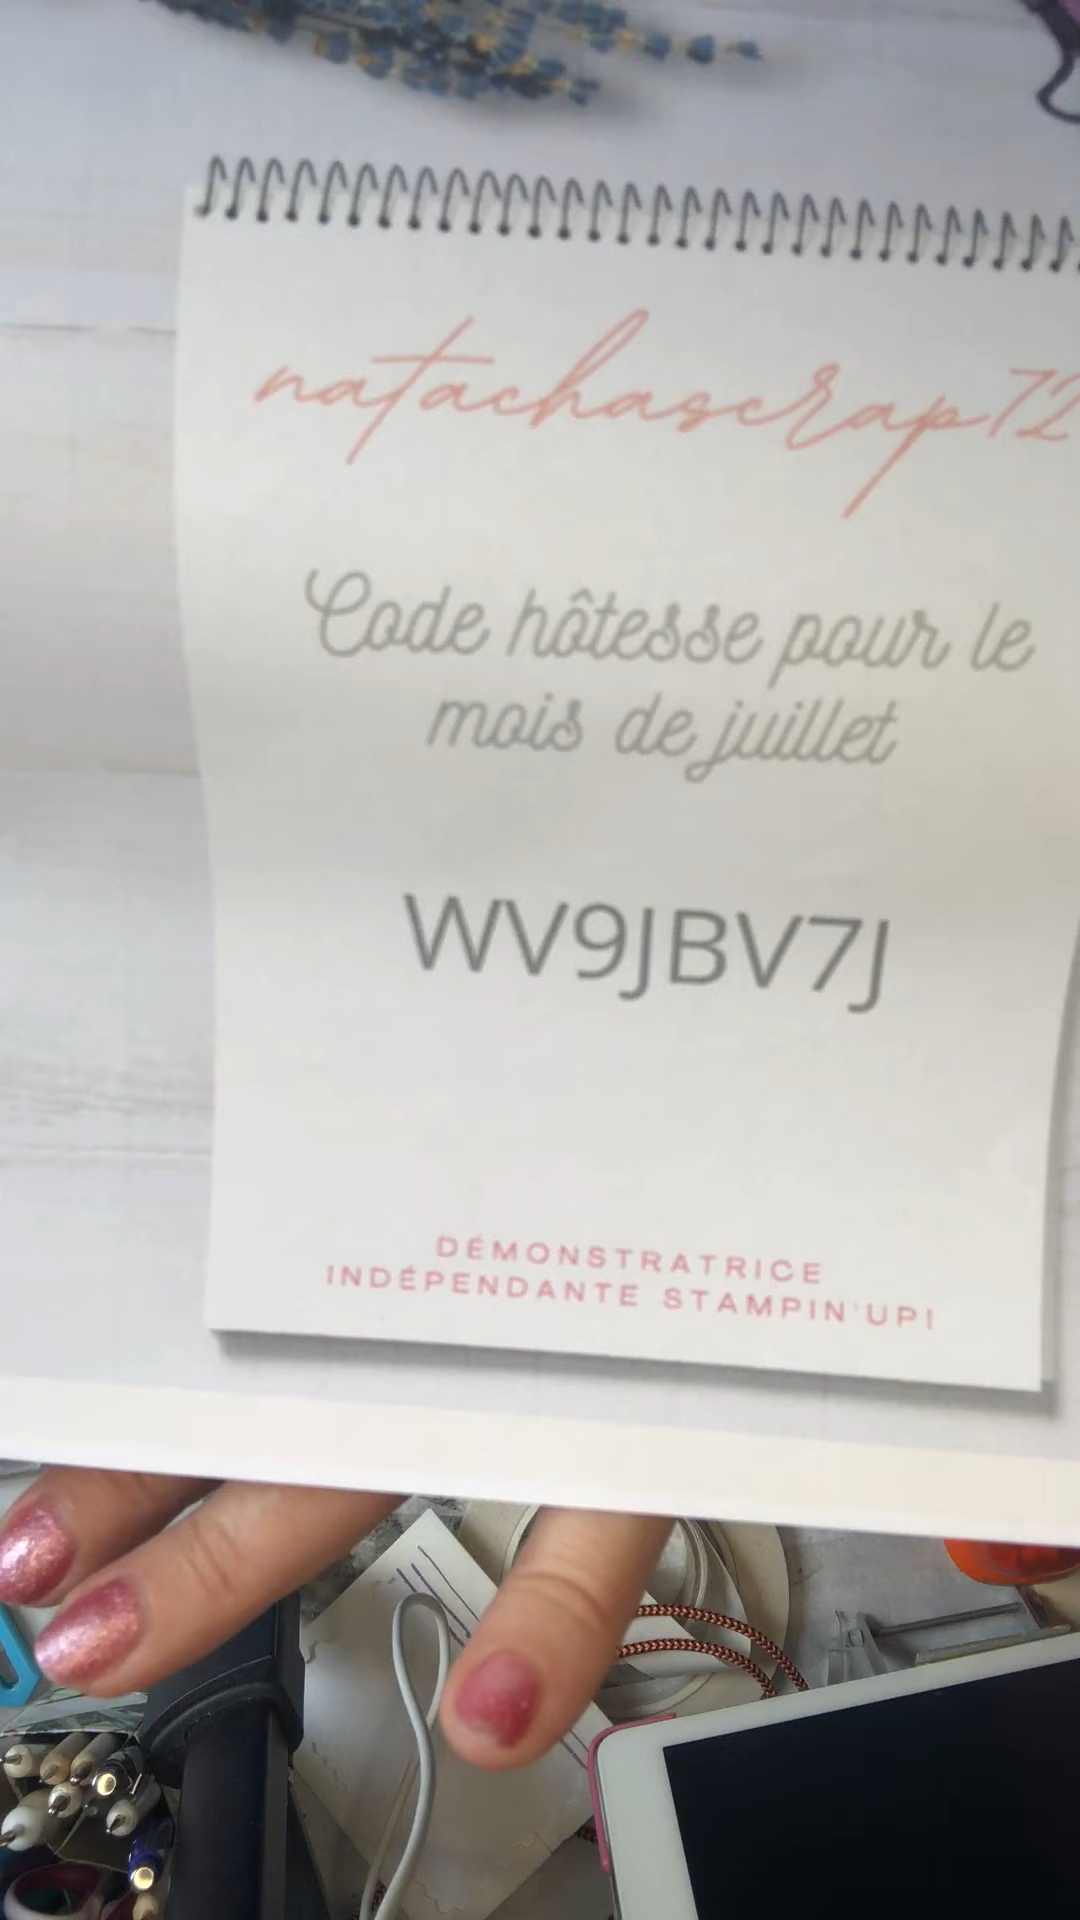 natachascrap72
Code hôtesse pour le
mois de juillet
WV9JBV7J
DÉMONSTRATRICE
INDÉPENDANTE STAMPIN'UP!